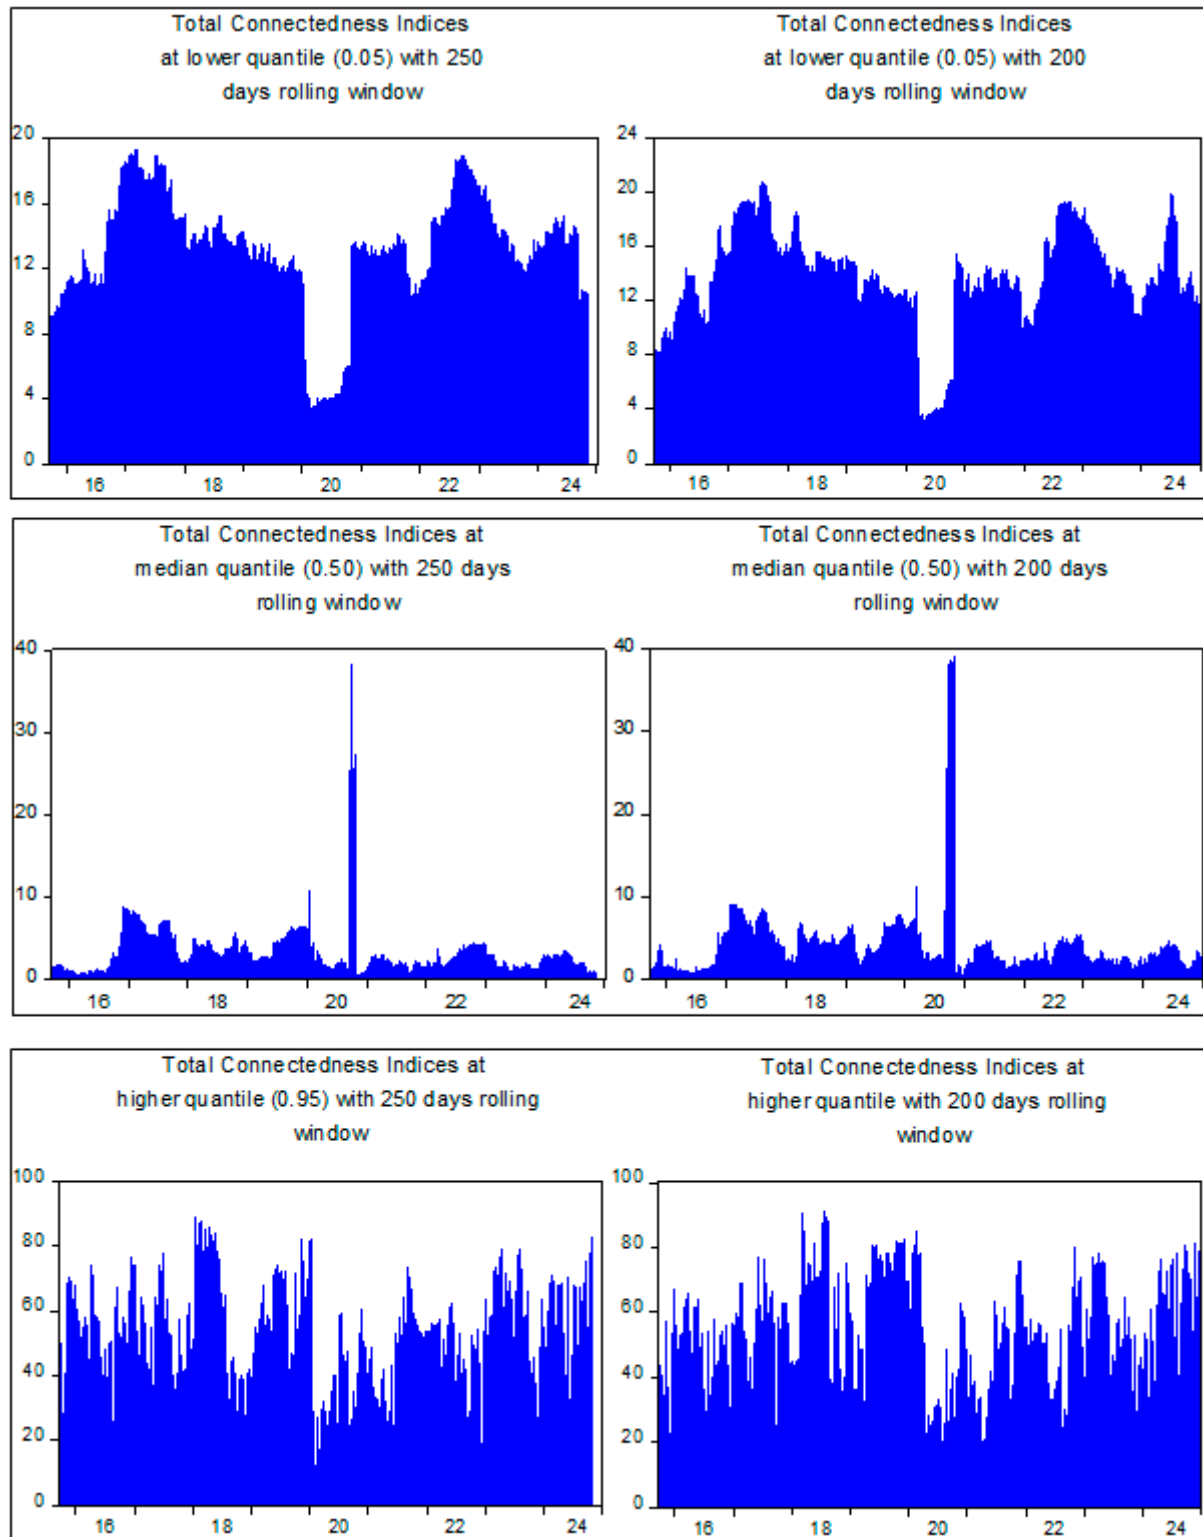 Total Connectedness Indices
at lower quantile (0.05) with 250
days rolling window
20
16
12
8
4
0
16 18 20 22 24
Total Connectedness Indices
at lower quantile (0.05) with 200
days rolling window
24
20
16
12
8
4
0
16 18 20 22 24
Total Connectedness Indices at
median quantile (0.50) with 250 days
rolling window
40
30
20
10
0
16 18 20 22 24
Total Connectedness Indices at
median quantile (0.50) with 200 days
rolling window
40
30
20
10
0
16 18 20 22 24
Total Connectedness Indices at
higher quantile (0.95) with 250 days rolling
window
100
80
60
40
20
0
16 18 20 22 24
Total Connectedness Indices at
higher quantile with 200 days rolling
window
100
80
60
40
20
0
16 18 20 22 24